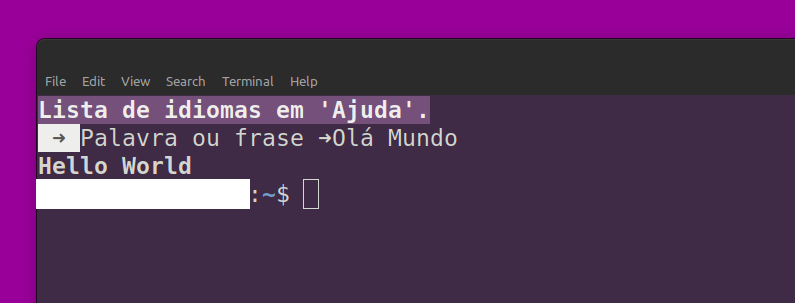 File Edit View Search Terminal Help
Lista de idiomas em 'Ajuda'.
➜ Palavra ou frase ➜Olá Mundo
Hello World
:~$